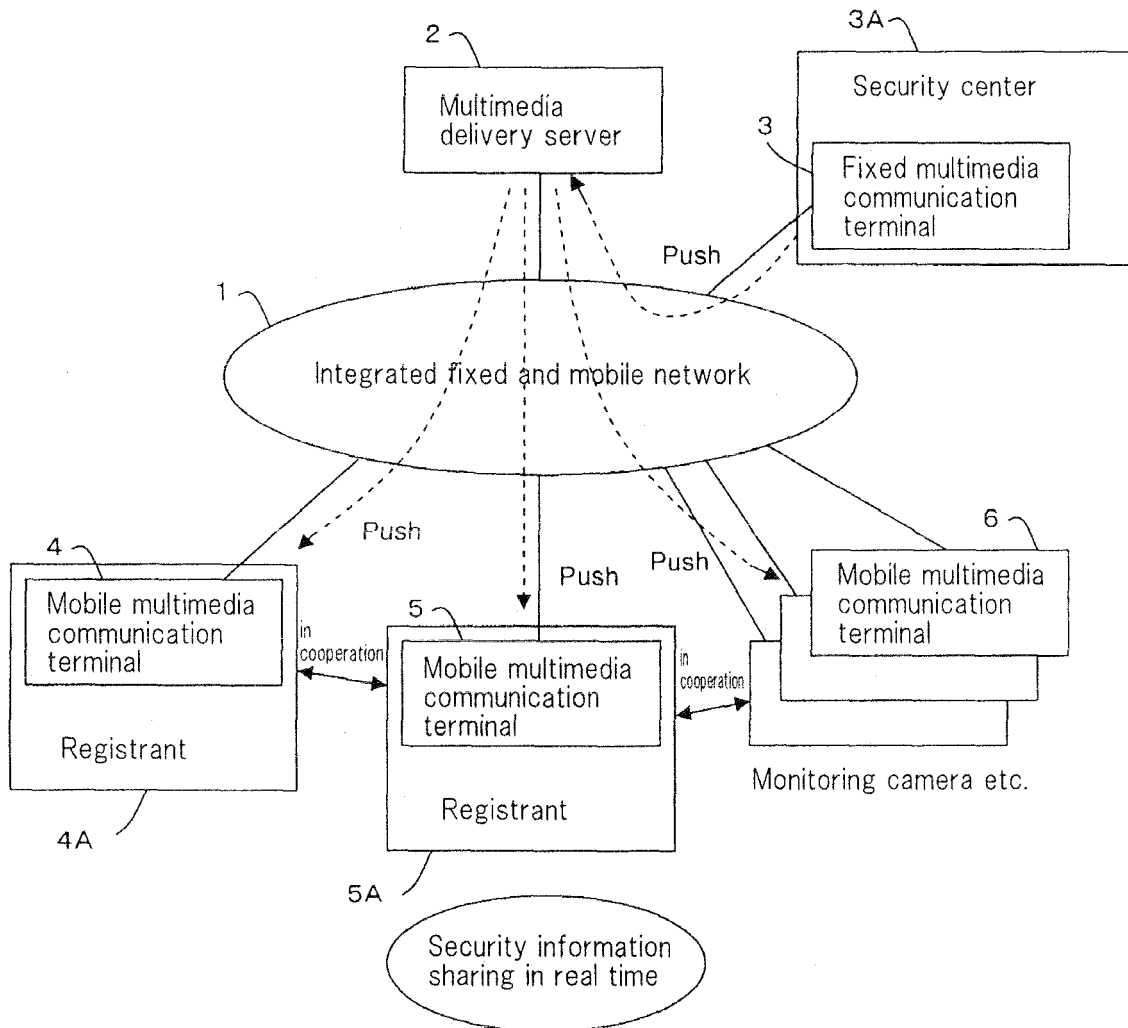 2
Multimedia
delivery server
3A
Security center
3
Fixed multimedia
communication
terminal
Push
1
Integrated fixed and mobile network
Push
Push
Push
4
Mobile multimedia
communication
terminal
Registrant
4A
in
cooperation
5
Mobile multimedia
communication
terminal
Registrant
5A
in
cooperation
6
Mobile multimedia
communication
terminal
Monitoring camera etc.
Security information
sharing in real time